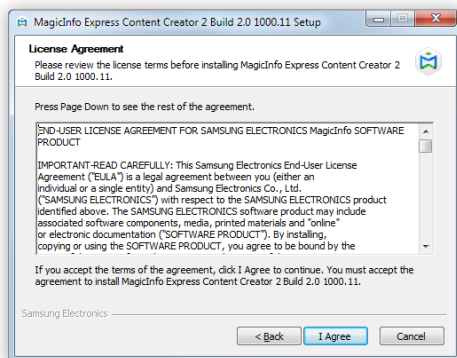 MagicInfo Express Content Creator 2 Build 2.0 1000.11 Setup
License Agreement
Please review the license terms before installing MagicInfo Express Content Creator 2
Build 2.0 1000.11.
Press Page Down to see the rest of the agreement.
END-USER LICENSE AGREEMENT FOR SAMSUNG ELECTRONICS MagicInfo SOFTWARE
PRODUCT
IMPORTANT-READ CAREFULLY: This Samsung Electronics End-User License
Agreement ("EULA") is a legal agreement between you (either an
individual or a single entity) and Samsung Electronics Co., Ltd.
("SAMSUNG ELECTRONICS") with respect to the SAMSUNG ELECTRONICS product
identified above. The SAMSUNG ELECTRONICS software product may include
associated software components, media, printed materials and "online"
or electronic documentation ("SOFTWARE PRODUCT"). By installing,
copying or using the SOFTWARE PRODUCT, you agree to be bound by the
If you accept the terms of the agreement, click I Agree to continue. You must accept the
agreement to install MagicInfo Express Content Creator 2 Build 2.0 1000.11.
Samsung Electronics
< Back
I Agree
Cancel